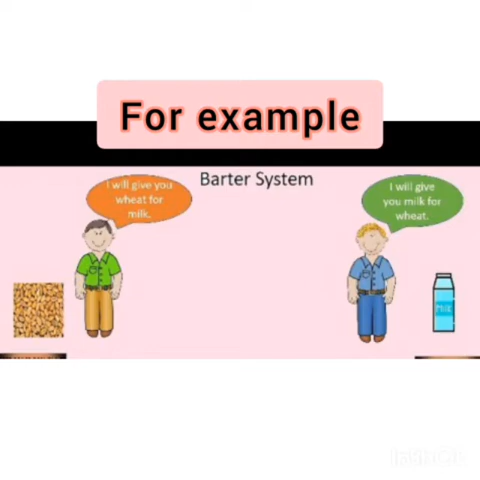 For example
Barter System
I will give you
wheat for
milk.
I will give
you milk for
wheat.
Milk